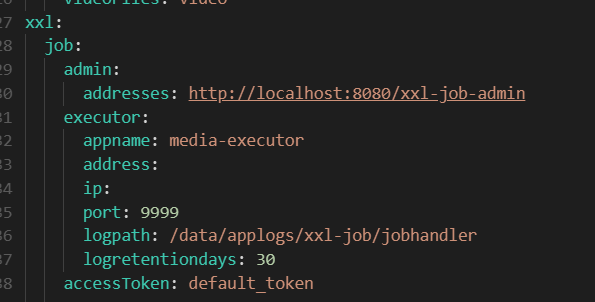 videofiles: video
27 xxl:
28   job:
29     admin:
30       addresses: http://localhost:8080/xxl-job-admin
31     executor:
32       appname: media-executor
33       address:
34       ip:
35       port: 9999
36       logpath: /data/applogs/xxl-job/jobhandler
37       logretentiondays: 30
38     accessToken: default_token